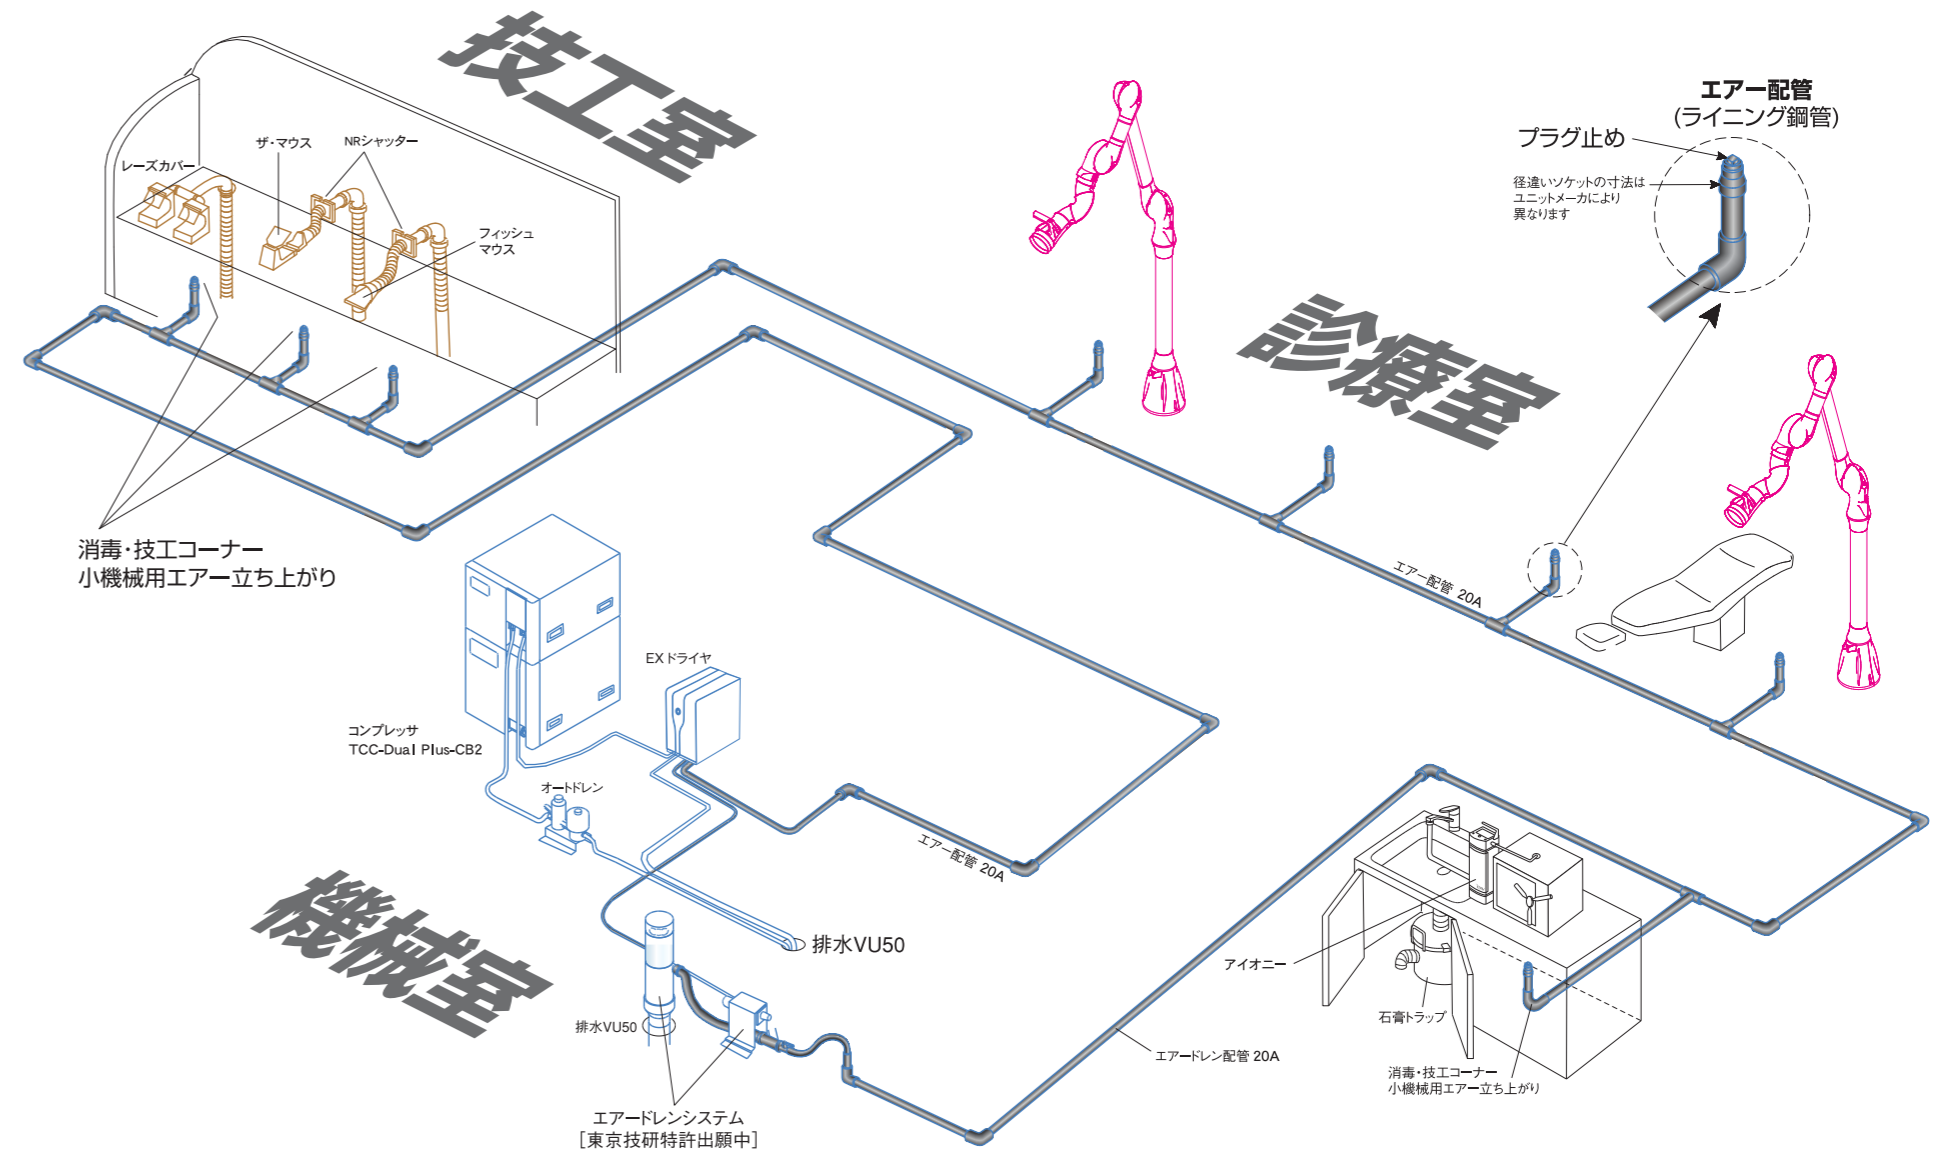 技工室
エアー配管
(ライニング鋼管)
プラグ止め
径違いソケットの寸法は
ユニットメーカにより
異なります
ザ・マウス
NRシャッター
レーズカバー
フィッシュ
マウス
診療室
消毒・技工コーナー
小機械用エアー立ち上がり
エアー配管 20A
EXドライヤ
コンプレッサ
TCC-Dual Plus-CB2
オートドレン
エアー配管 20A
機械室
排水VU50
アイオニー
排水VU50
石膏トラップ
エアードレン配管 20A
消毒・技工コーナー
小機械用エアー立ち上がり
エアードレンシステム
[東京技研特許出願中]